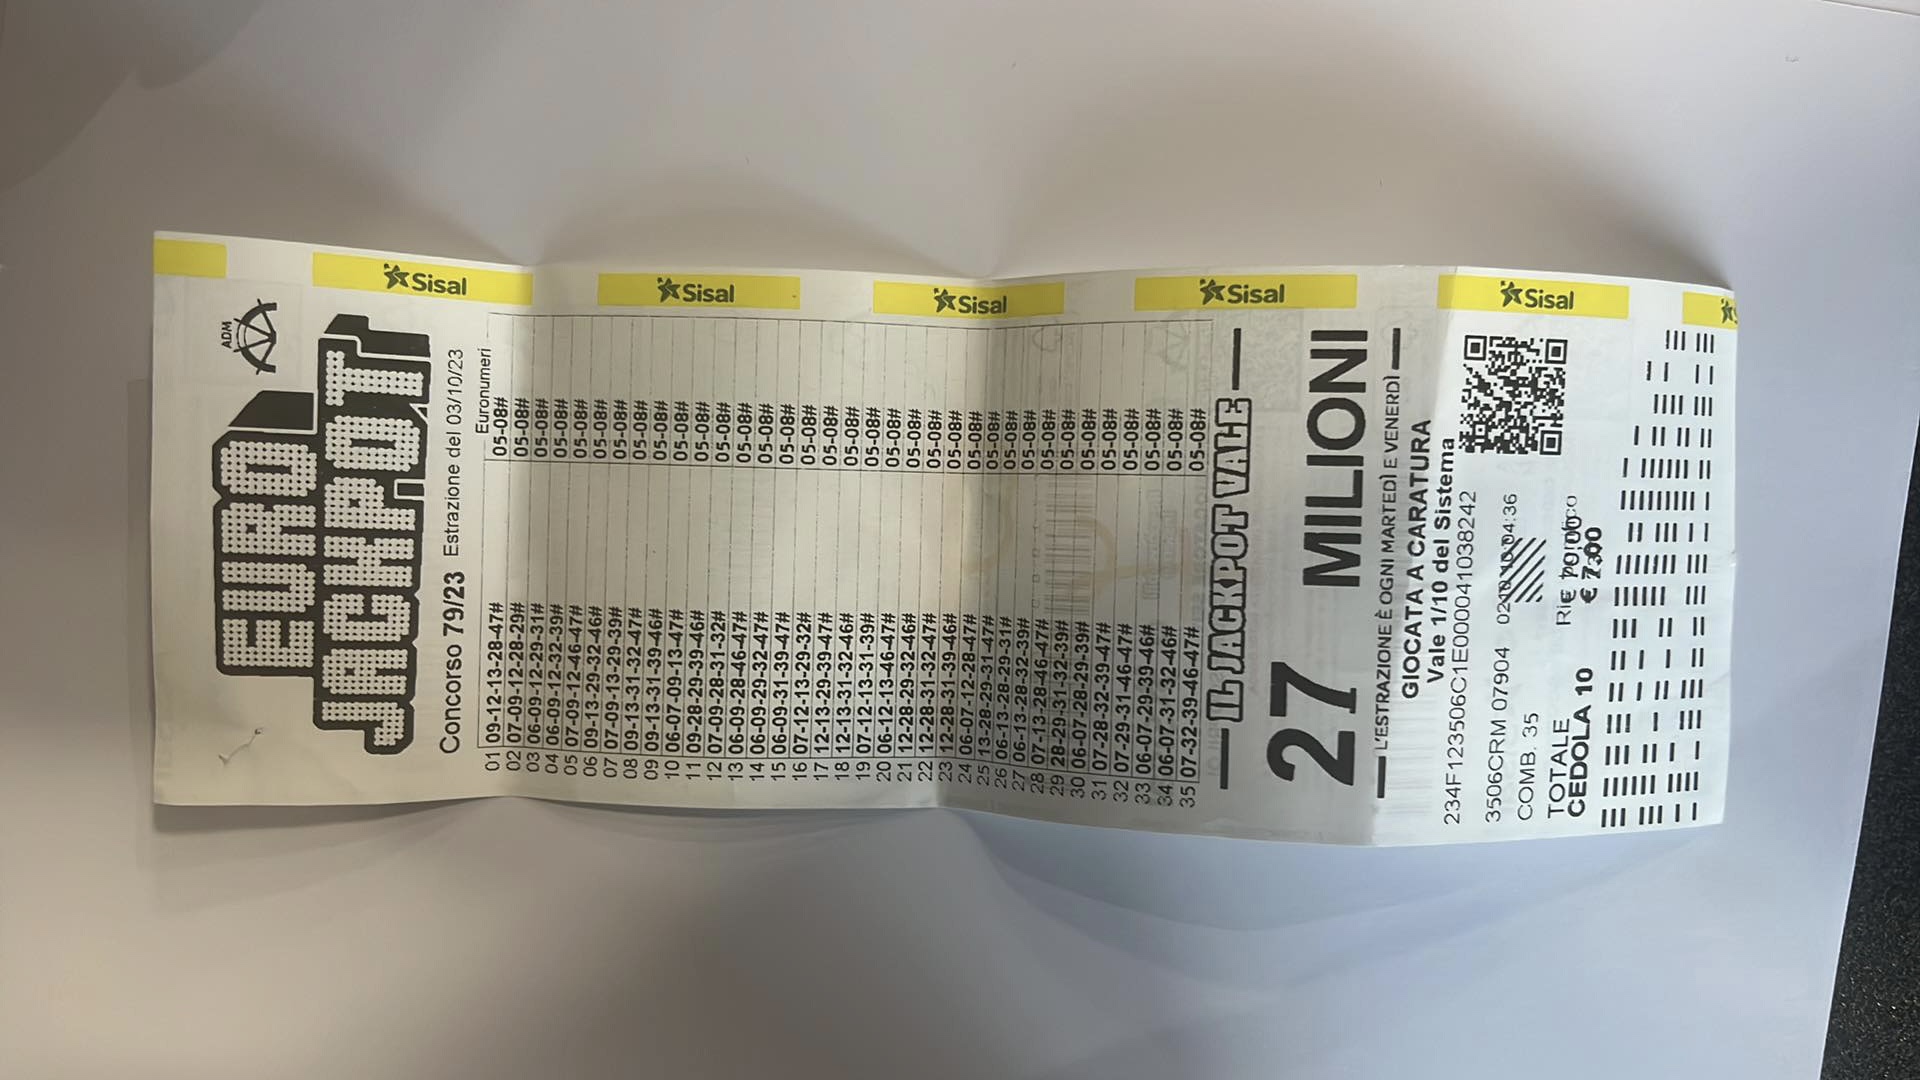 Sisal
Sisal
Sisal
Sisal
Sisal
ADM
EURO
JACKPOT
Concorso 79/23 Estrazione del 03/10/23
Euronumeri
01 09-12-13-28-47# 05-08#
02 07-09-12-28-29# 05-08#
03 06-09-12-29-31# 05-08#
04 06-09-12-32-39# 05-08#
05 07-09-12-46-47# 05-08#
06 09-13-29-32-46# 05-08#
07 07-09-13-29-39# 05-08#
08 09-13-31-32-47# 05-08#
09 09-13-31-39-46# 05-08#
10 06-07-09-13-47# 05-08#
11 09-28-29-39-46# 05-08#
12 07-09-28-31-32# 05-08#
13 06-09-28-46-47# 05-08#
14 06-09-29-32-47# 05-08#
15 06-09-31-39-47# 05-08#
16 07-12-13-29-32# 05-08#
17 12-13-29-39-47# 05-08#
18 12-13-31-32-46# 05-08#
19 07-12-13-31-39# 05-08#
20 06-12-13-46-47# 05-08#
21 12-28-29-32-46# 05-08#
22 12-28-31-32-47# 05-08#
23 12-28-31-39-46# 05-08#
24 06-07-12-28-47# 05-08#
25 13-28-29-31-47# 05-08#
26 06-13-28-29-31# 05-08#
27 06-13-28-32-39# 05-08#
28 07-13-28-46-47# 05-08#
29 28-29-31-32-39# 05-08#
30 06-07-28-29-39# 05-08#
31 07-28-32-39-47# 05-08#
32 07-29-31-46-47# 05-08#
33 06-07-29-39-46# 05-08#
34 06-07-31-32-46# 05-08#
35 07-32-39-46-47# 05-08#
IL JACKPOT VALE
27 MILIONI
L'ESTRAZIONE È OGNI MARTEDÌ E VENERDÌ
GIOCATA A CARATURA
Vale 1/10 del Sistema
234F123506C1E000041038242
3506CRM 07904
COMB. 35
TOTALE € 70,00
CEDOLA 10 € 7,00